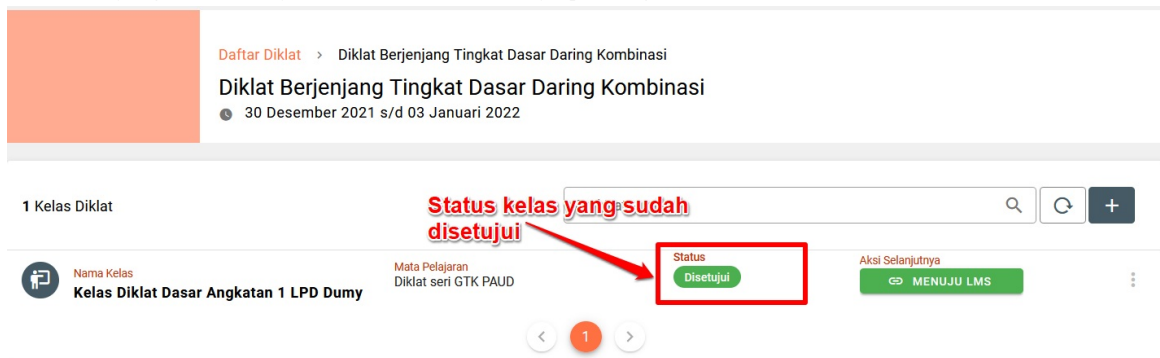 Daftar Diklat > Diklat Berjenjang Tingkat Dasar Daring Kombinasi
Diklat Berjenjang Tingkat Dasar Daring Kombinasi
30 Desember 2021 s/d 03 Januari 2022
1 Kelas Diklat
Status kelas yang sudah
disetujui
Nama Kelas
Kelas Diklat Dasar Angkatan 1 LPD Dumy
Mata Pelajaran
Diklat seri GTK PAUD
Status
Disetujui
Aksi Selanjutnya
MENUJU LMS
< 1 >